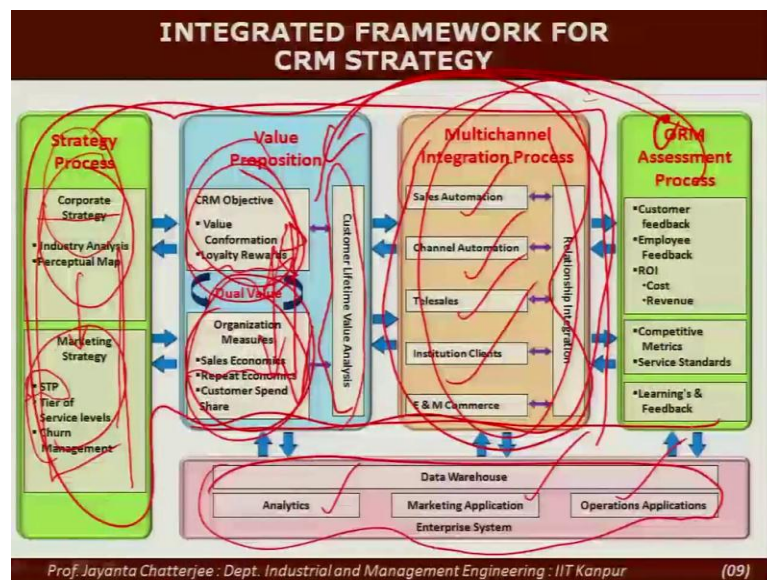 INTEGRATED FRAMEWORK FOR
CRM STRATEGY
Strategy
Process
Corporate
Strategy
▪ Industry Analysis
▪Perceptual Map
Marketing
Strategy
▪ STP
▪ Tier of
Service levels
▪ Churn
Management
Value
Proposition
CRM Objective
▪ Value
Conformation
▪Loyalty Rewards
Dual Value
Organization
Measures
▪Sales Economics
▪Repeat Economics
▪Customer Spend
Share
Customer Lifetime Value Analysis
Multichannel
Integration Process
Sales Automation
Channel Automation
Telesales
Institution Clients
E & M Commerce
Relationship Integration
CRM
Assessment
Process
▪Customer
feedback
▪Employee
Feedback
▪ROI
▪Cost
▪Revenue
▪Competitive
Metrics
▪Service Standards
▪Learning's &
Feedback
Data Warehouse
Analytics
Marketing Application
Operations Applications
Enterprise System
Prof. Jayanta Chatterjee : Dept. Industrial and Management Engineering : IIT Kanpur
(09)